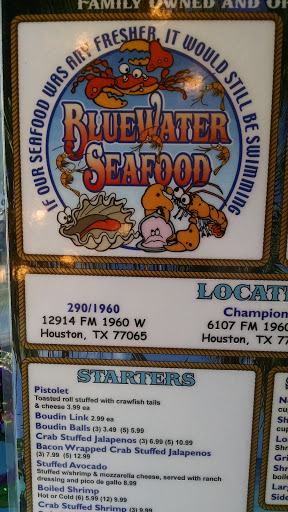 FAMILY OWNED AND
IF OUR SEAFOOD WAS ANY FRESHER, IT WOULD STILL BE SWIMMING
BLUEWATER
SEAFOOD
290/1960
12914 FM 1960 W
Houston, TX 77065
Champion
6107 FM 1960
Houston, TX 77
STARTERS
Pistolet
Toasted roll stuffed with crawfish tails
& cheese 3.99 ea
Boudin Link 2.99 ea
Boudin Balls (3) 3.49 (5) 5.99
Crab Stuffed Jalapenos (3) 6.99 (5) 10.99
Bacon Wrapped Crab Stuffed Jalapenos
(3) 7.99 (5) 12.99
Stuffed Avocado
Stuffed w/shrimp & mozzarella cheese, served with ranch
dressing and pico de gallo 8.99
Boiled Shrimp
Hot or Cold (6) 5.99 (12) 9.99
Crab Stuffed Shrimp